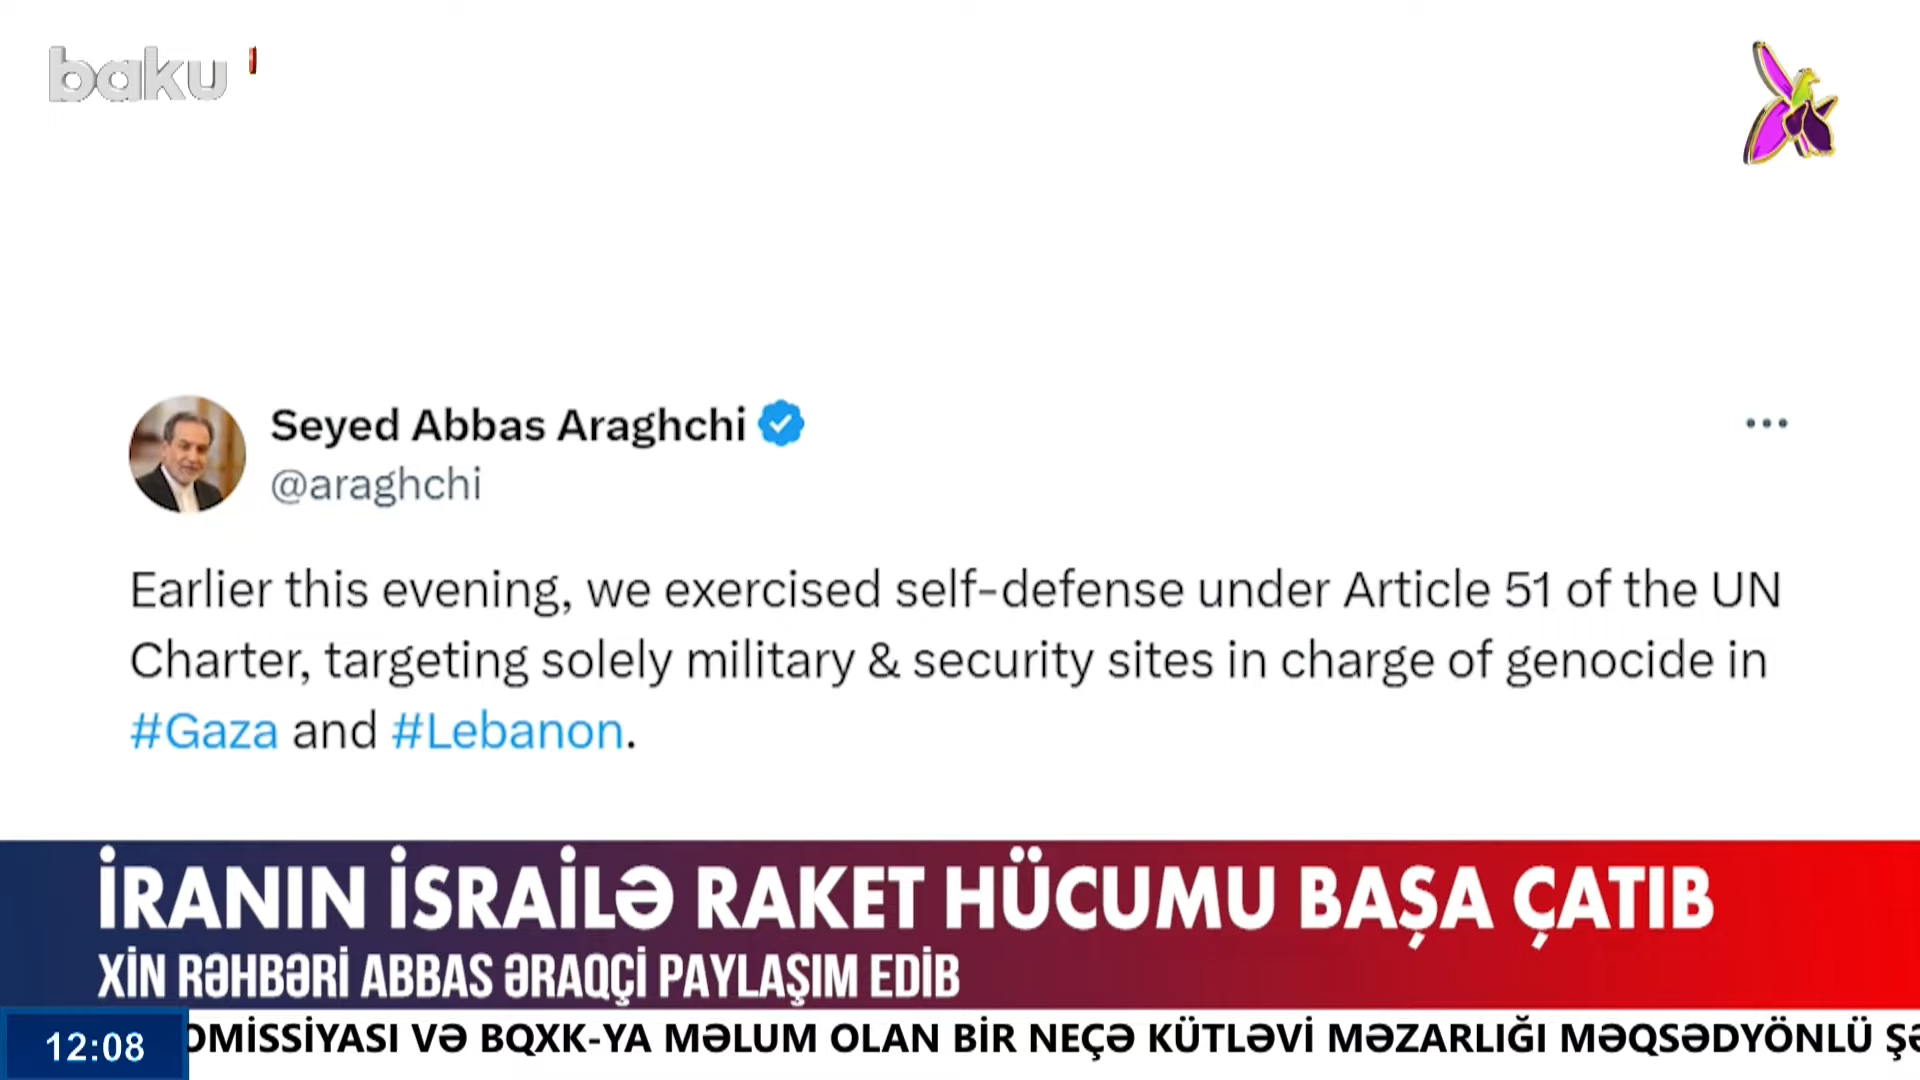 baku
Seyed Abbas Araghchi
@araghchi
Earlier this evening, we exercised self-defense under Article 51 of the UN
Charter, targeting solely military & security sites in charge of genocide in
#Gaza and #Lebanon.
İRANIN İSRAİLƏ RAKET HÜCUMU BAŞA ÇATIB
XİN RƏHBƏRİ ABBAS ƏRAQÇİ PAYLAŞIM EDİB
12:08 OMİSSİYASI VƏ BQXK-YA MƏLUM OLAN BİR NEÇƏ KÜTLƏVİ MƏZARLIĞI MƏQSƏDYÖNLÜ ŞƏ